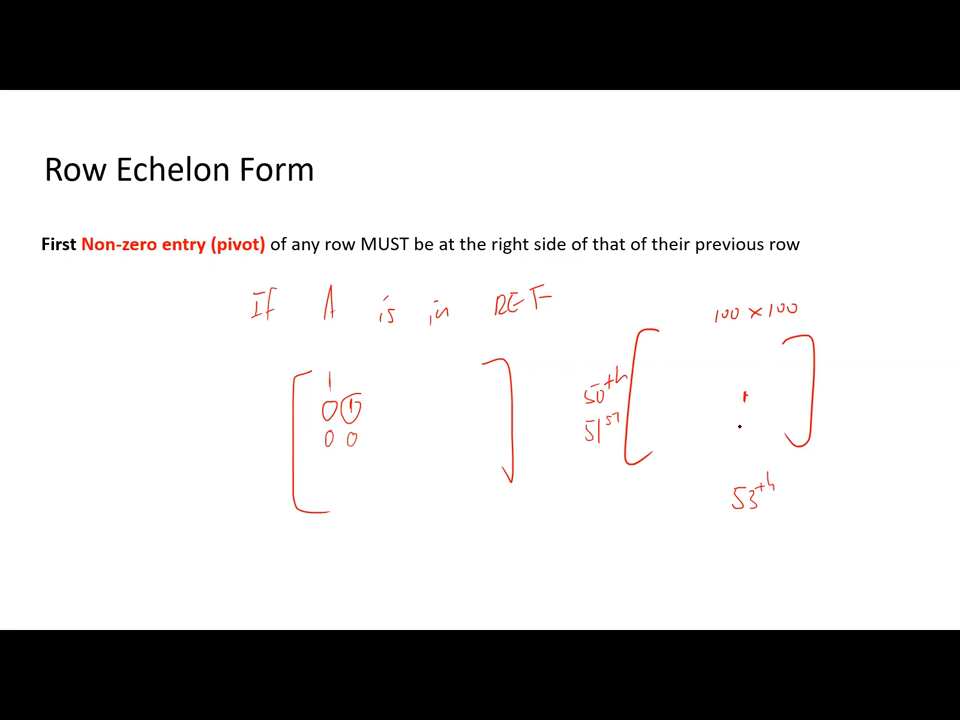 Row Echelon Form
First Non-zero entry (pivot) of any row MUST be at the right side of that of their previous row
If A is in REF
100 x 100
1
0 1
0 0
50th
51st
1
53th